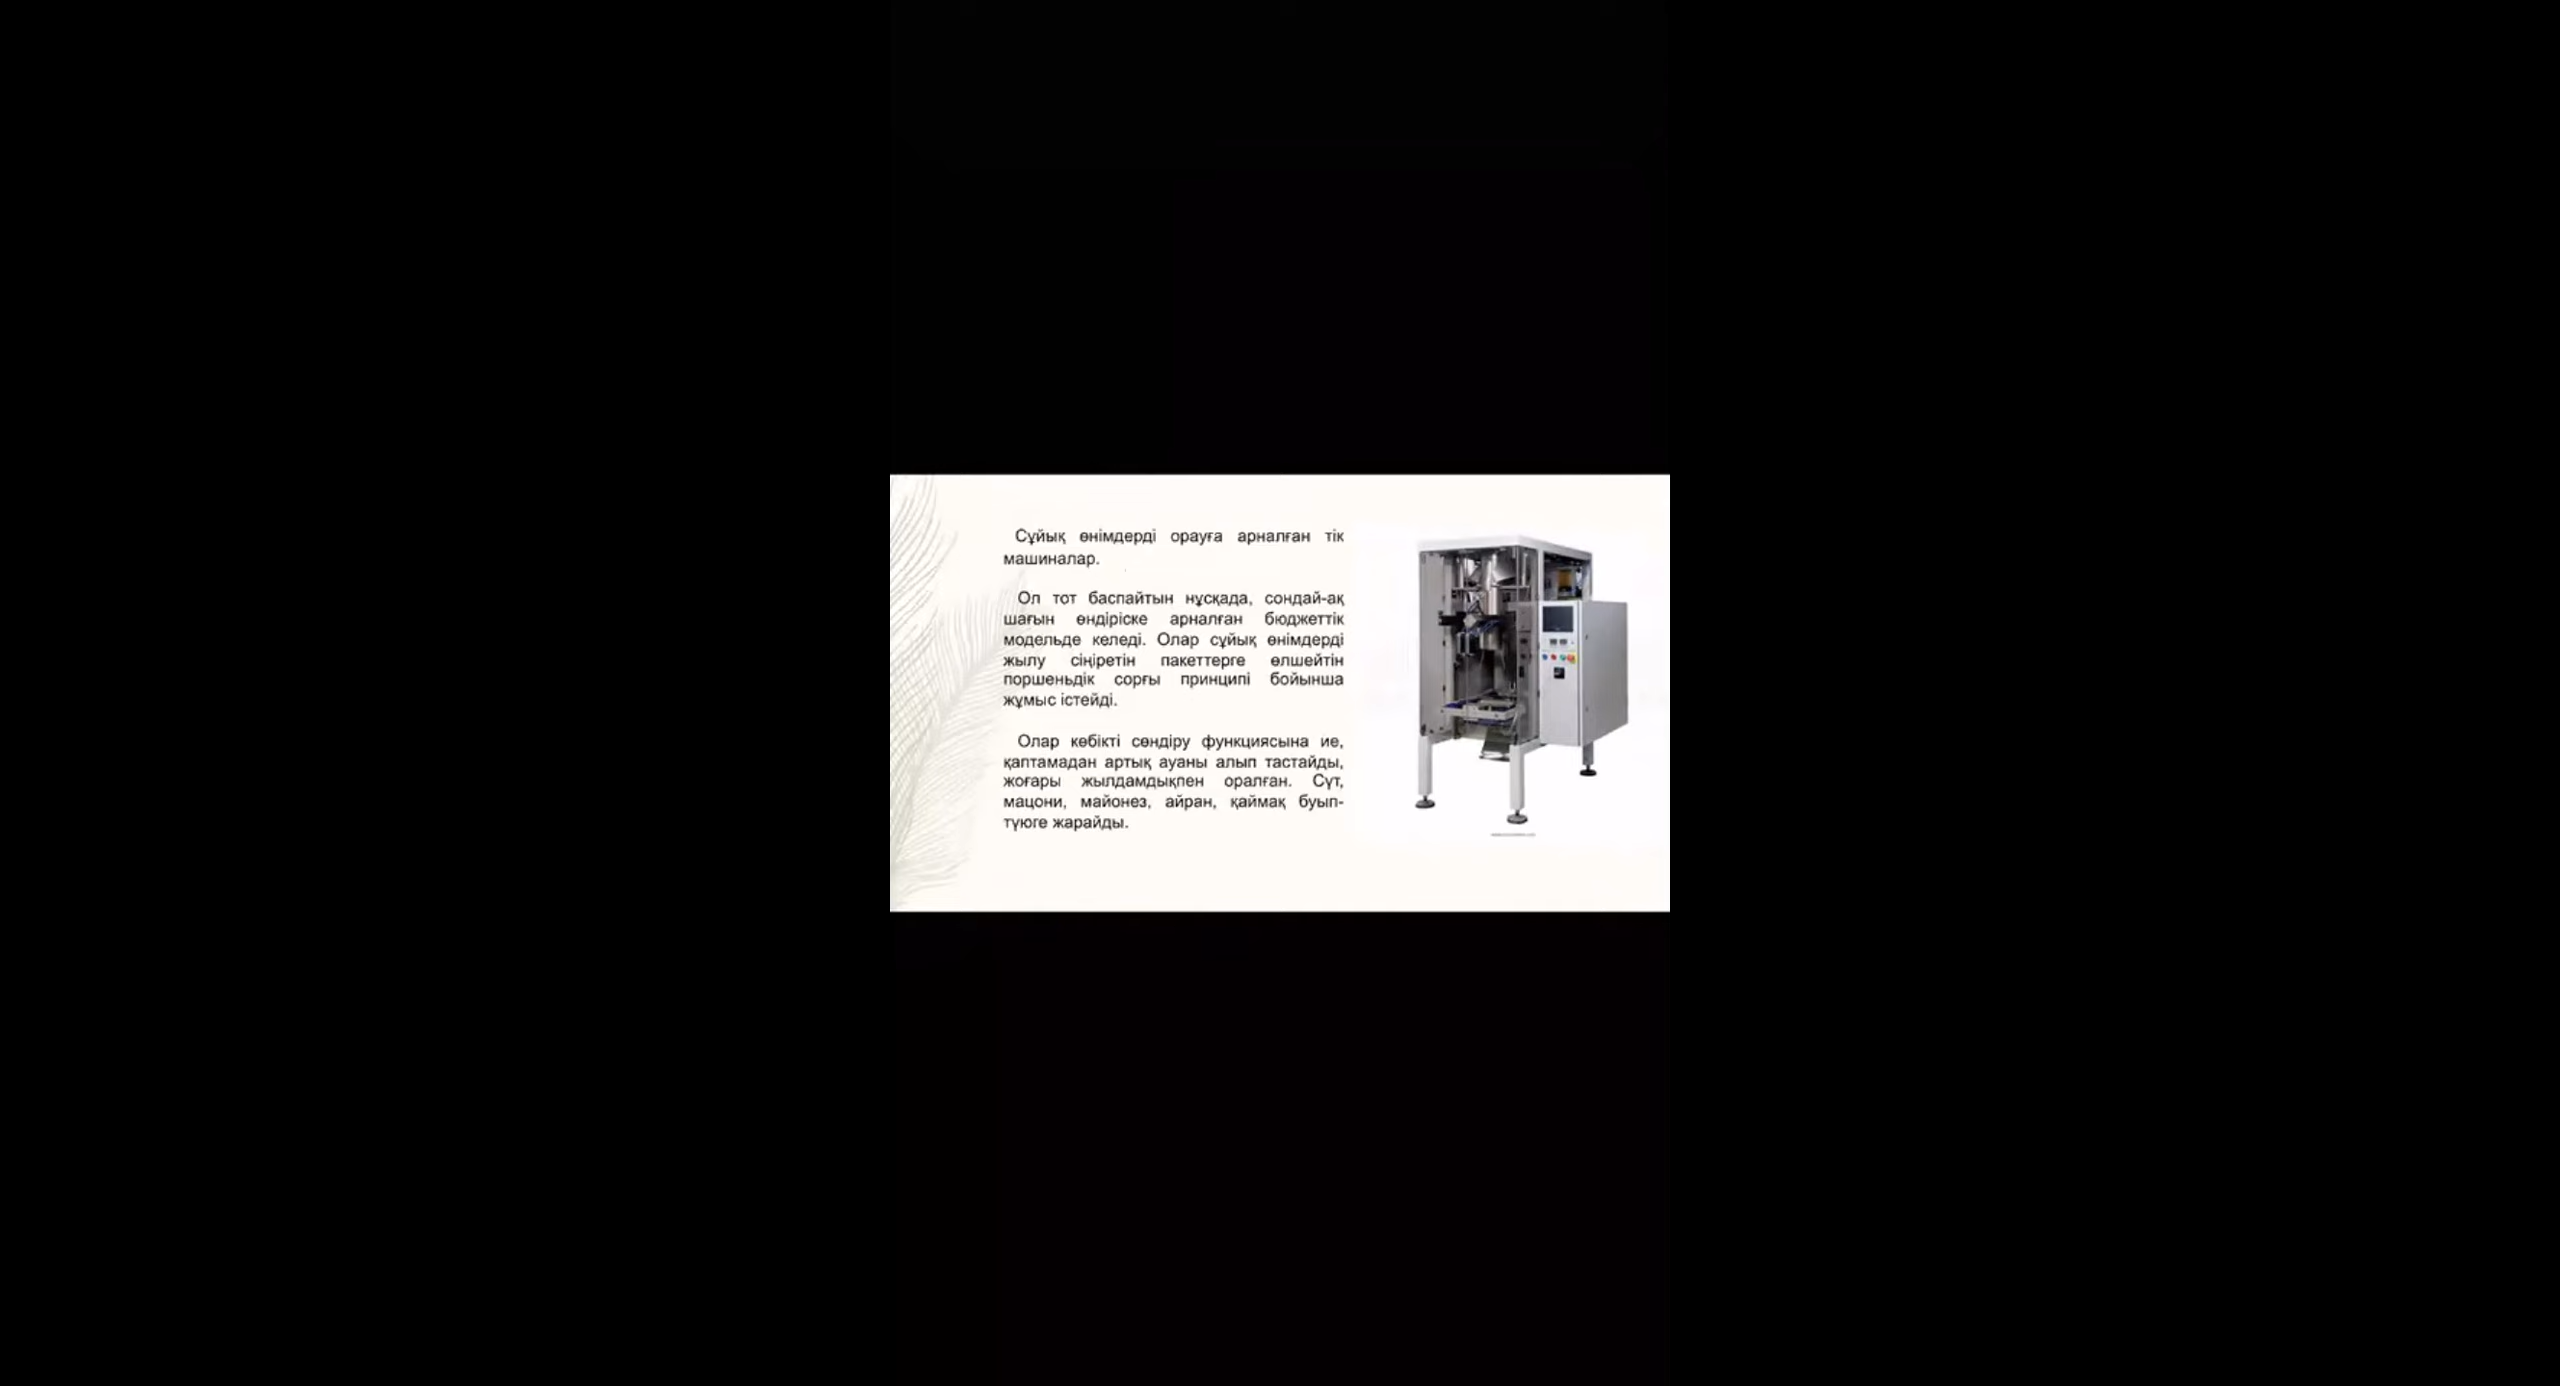 Сұйық өнімдерді орауға арналған тік
машиналар.
Ол тот баспайтын нұсқада, сондай-ақ
шағын өндіріске арналған бюджеттік
модельде келеді. Олар сұйық өнімдерді
жылу сіңіретін пакеттерге өлшейтін
поршеньдік сорғы принципі бойынша
жұмыс істейді.
Олар көбікті сөндіру функциясына ие,
қаптамадан артық ауаны алып тастайды,
жоғары жылдамдықпен оралған. Сүт,
мацони, майонез, айран, қаймақ буып-
түюге жарайды.